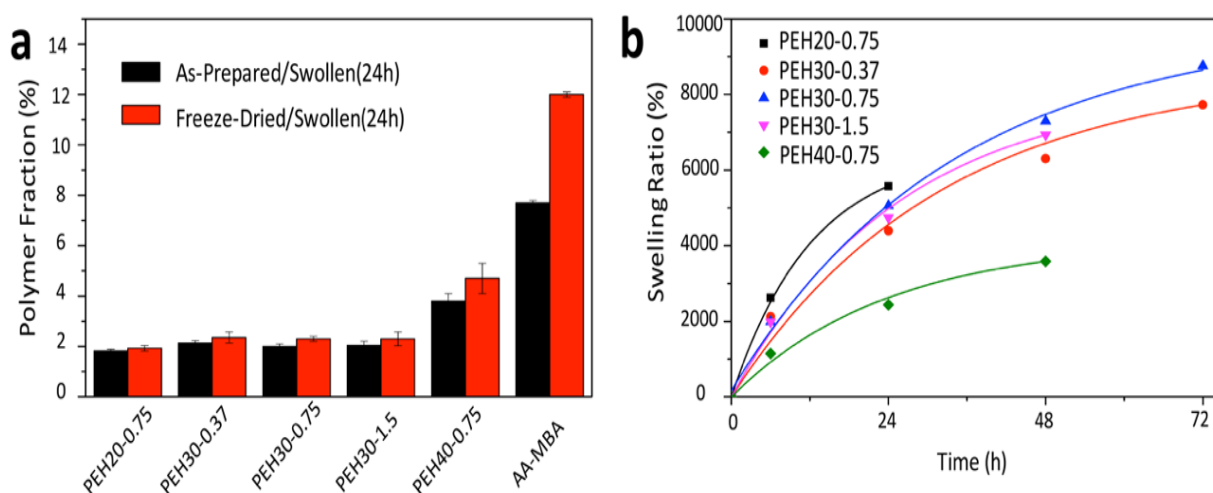 a
14
12
10
8
6
4
2
0
Polymer Fraction (%)
As-Prepared/Swollen(24h)
Freeze-Dried/Swollen(24h)
PEH20-0.75
PEH30-0.37
PEH30-0.75
PEH30-1.5
PEH40-0.75
AA-MBA
b
10000
8000
6000
4000
2000
0
Swelling Ratio (%)
PEH20-0.75
PEH30-0.37
PEH30-0.75
PEH30-1.5
PEH40-0.75
0 24 48 72
Time (h)